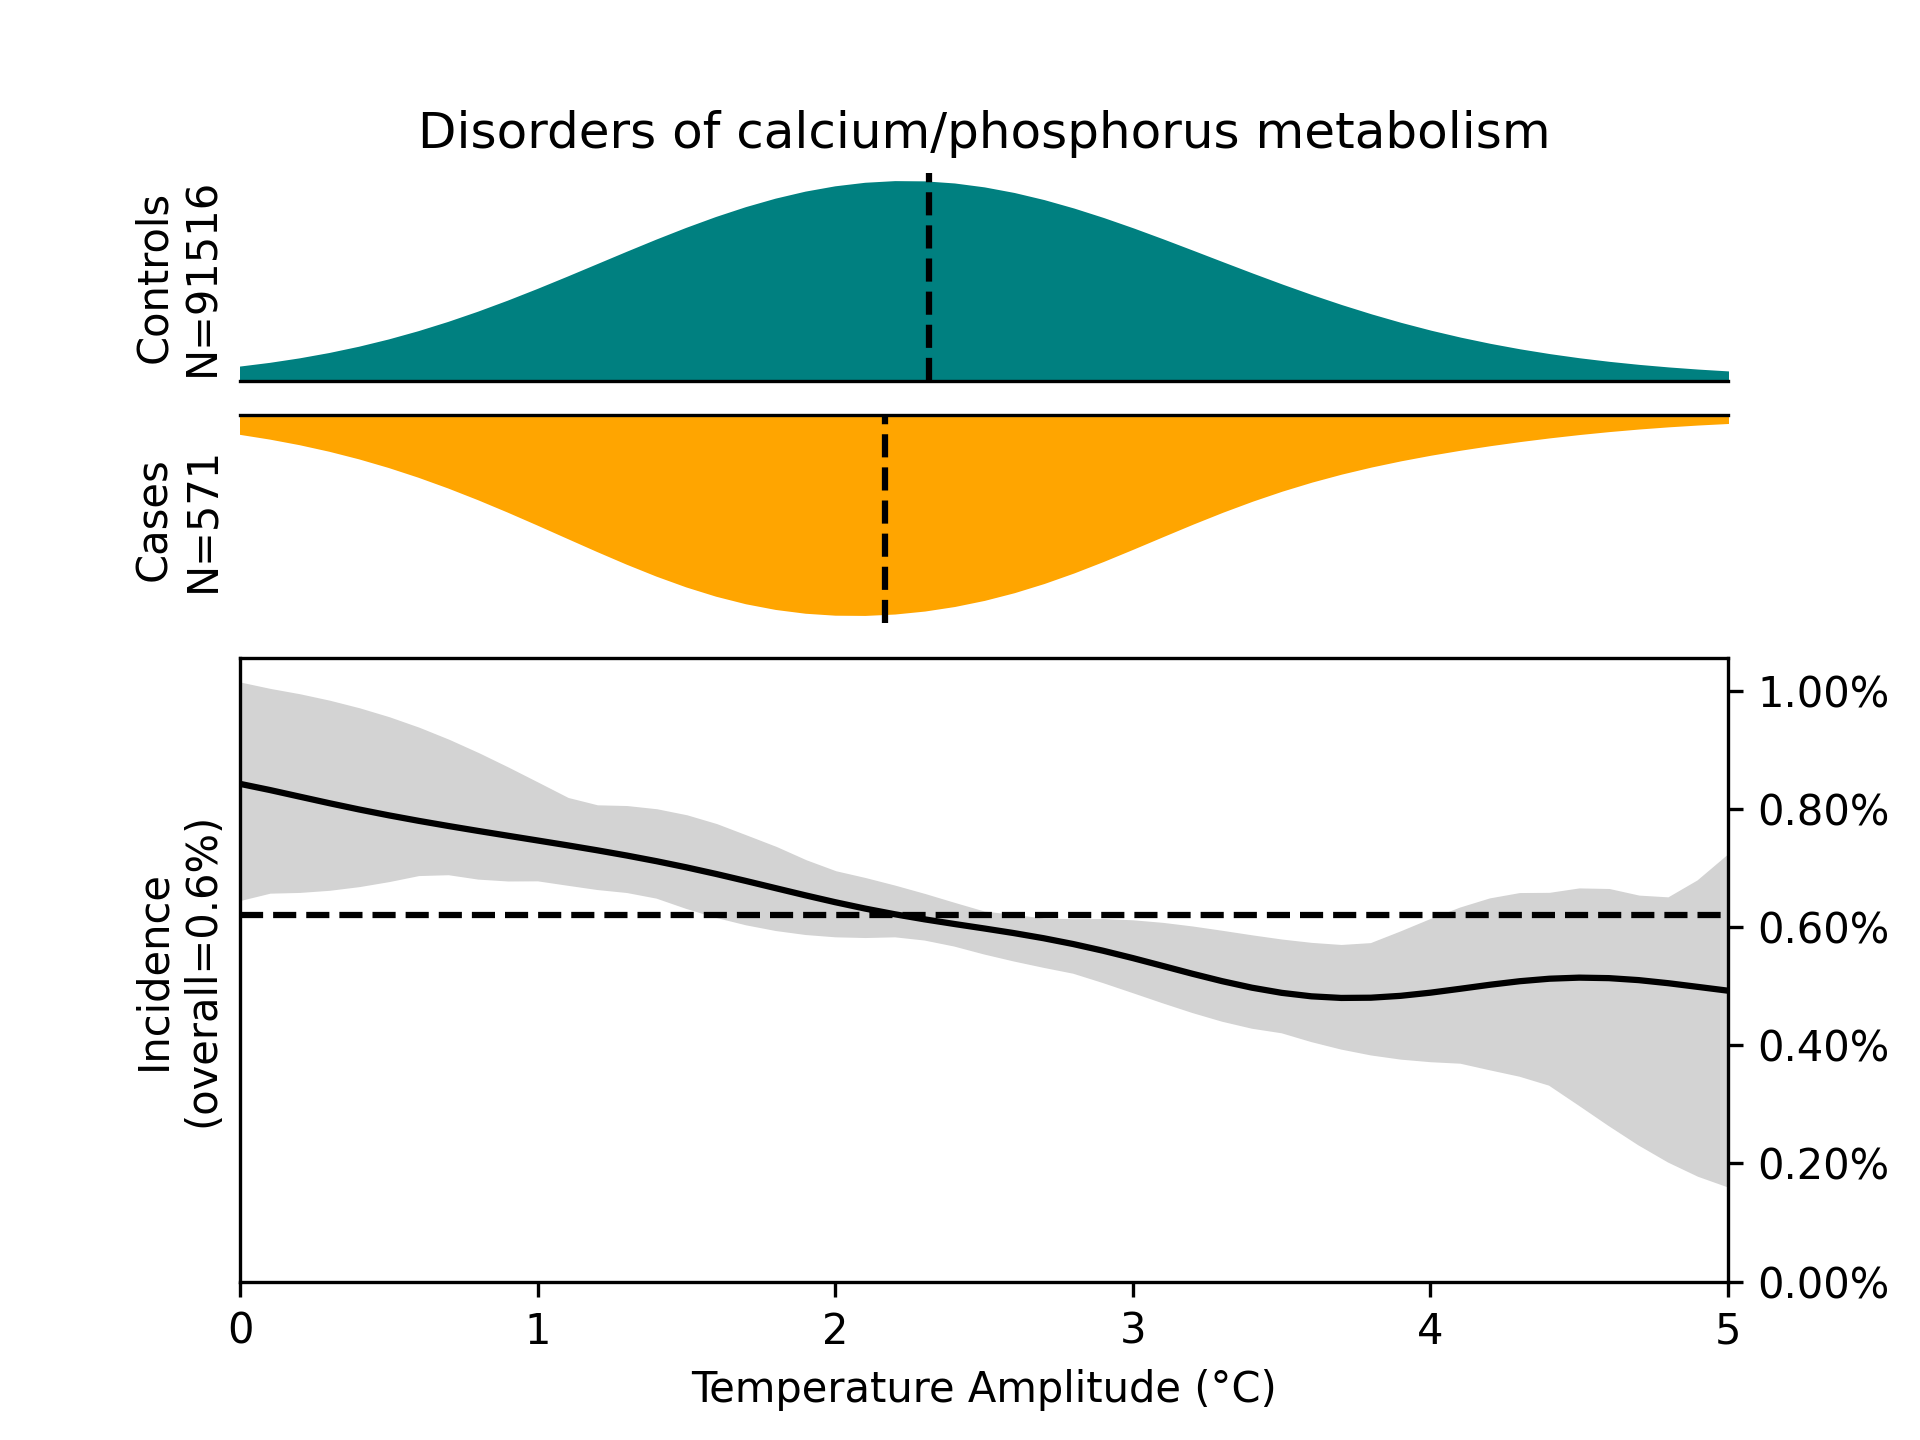 Disorders of calcium/phosphorus metabolism
Controls
N=91516
Cases
N=571
Incidence
(overall=0.6%)
1.00%
0.80%
0.60%
0.40%
0.20%
0.00%
0 1 2 3 4 5
Temperature Amplitude (°C)